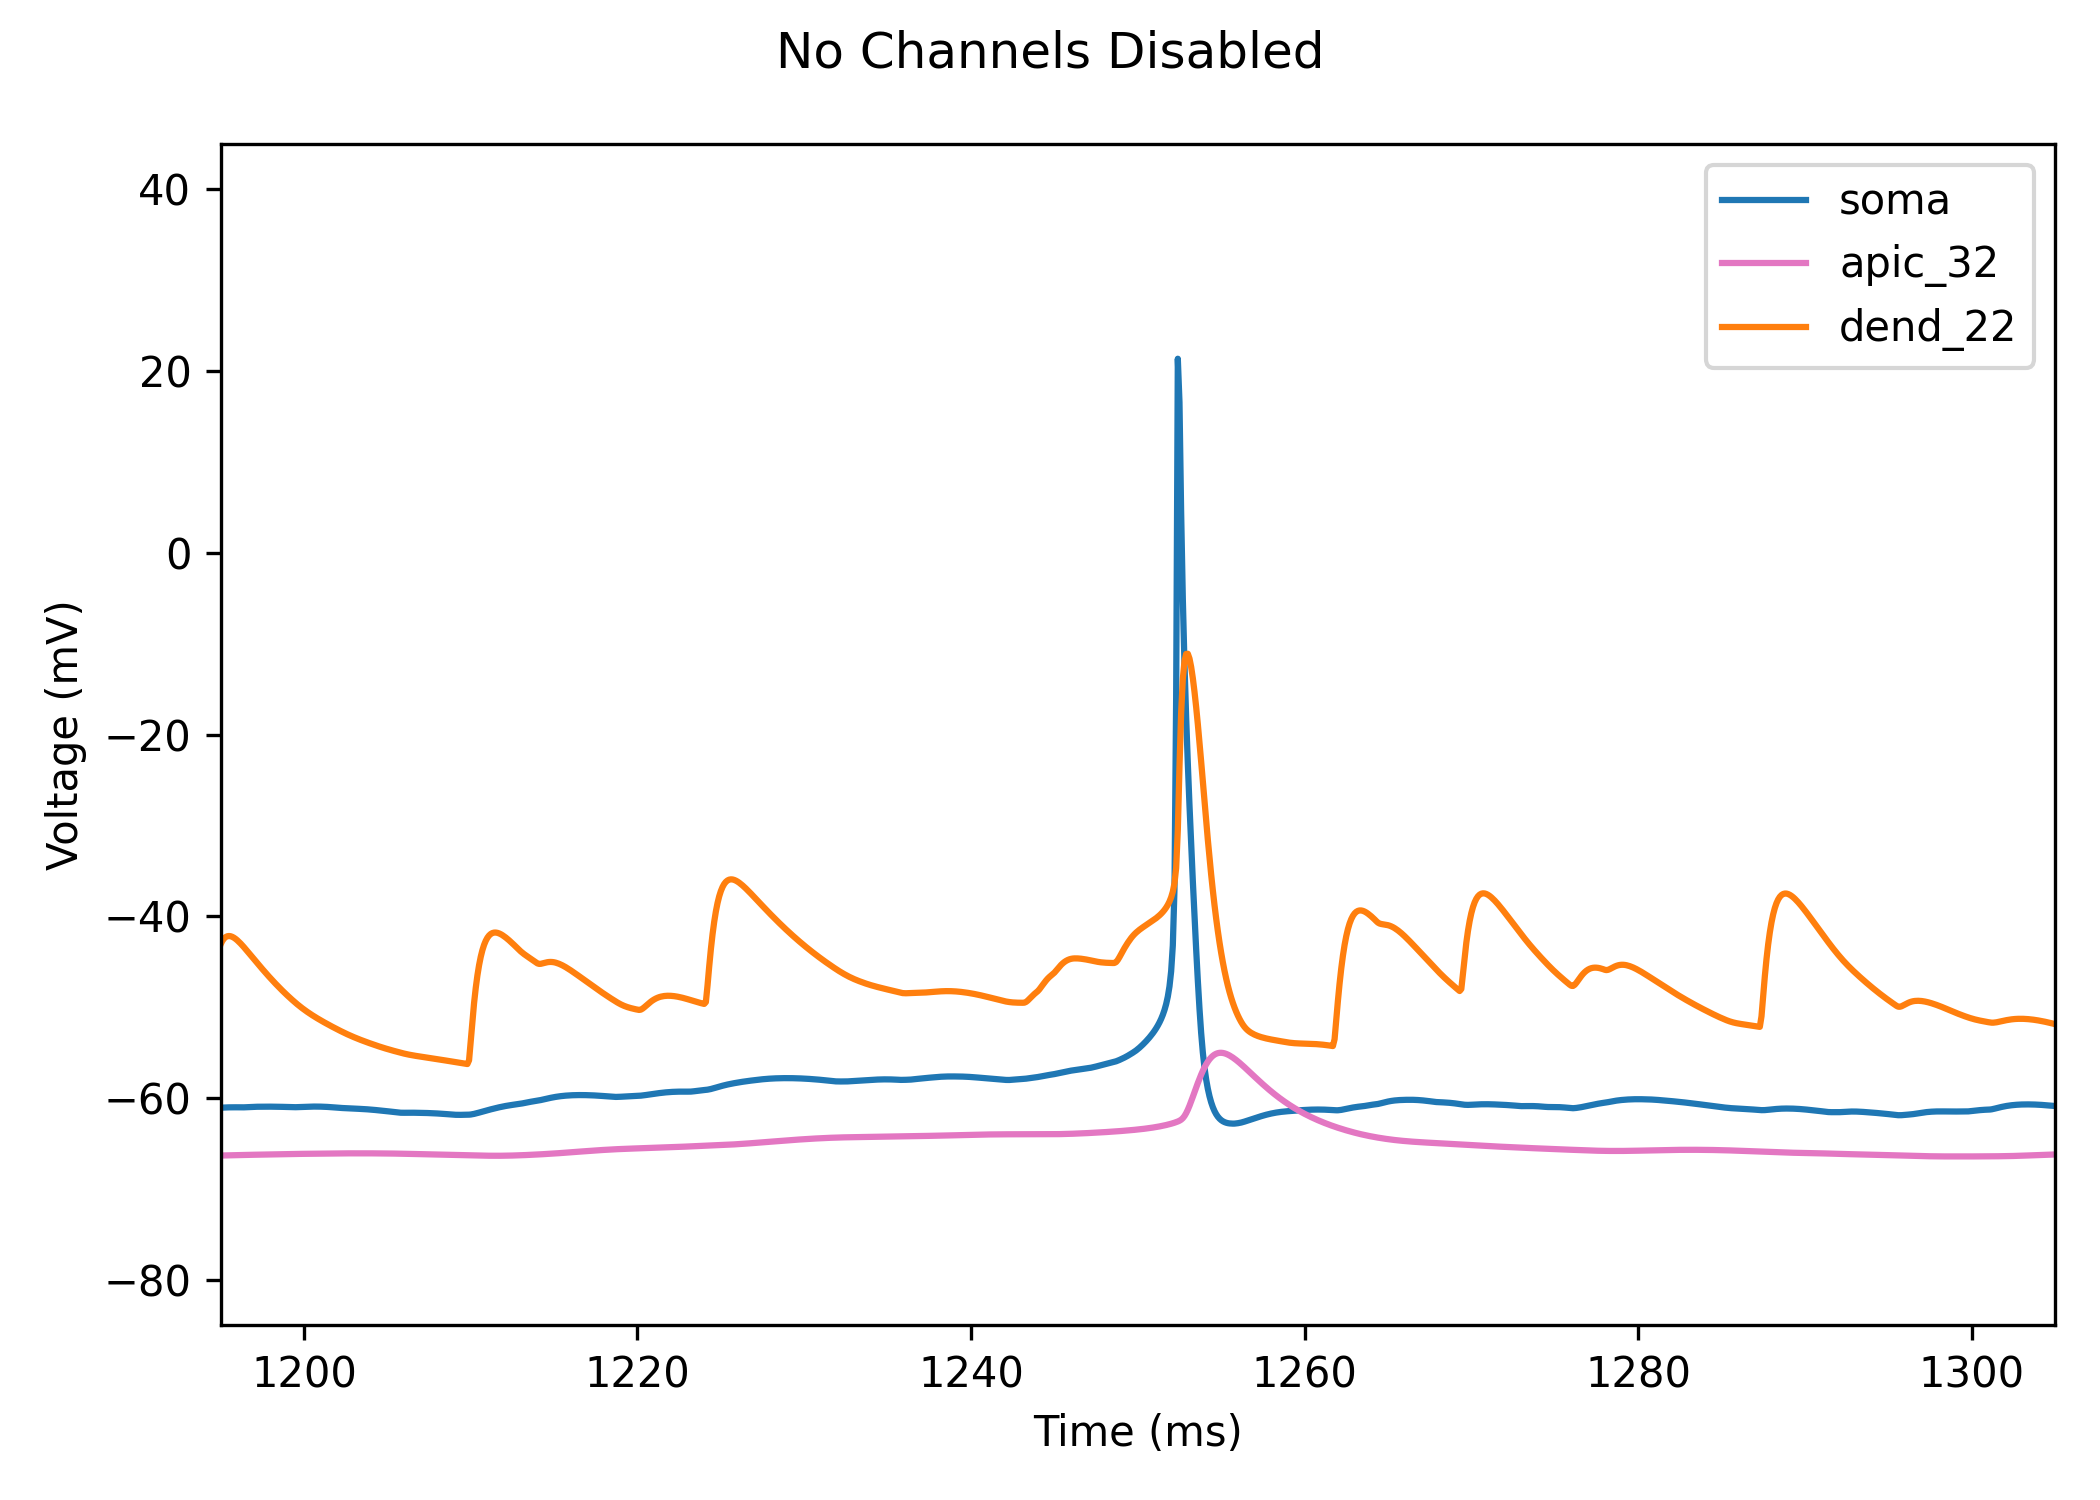 No Channels Disabled
40
20
0
−20
−40
−60
−80
Voltage (mV)
soma
apic_32
dend_22
1200 1220 1240 1260 1280 1300
Time (ms)